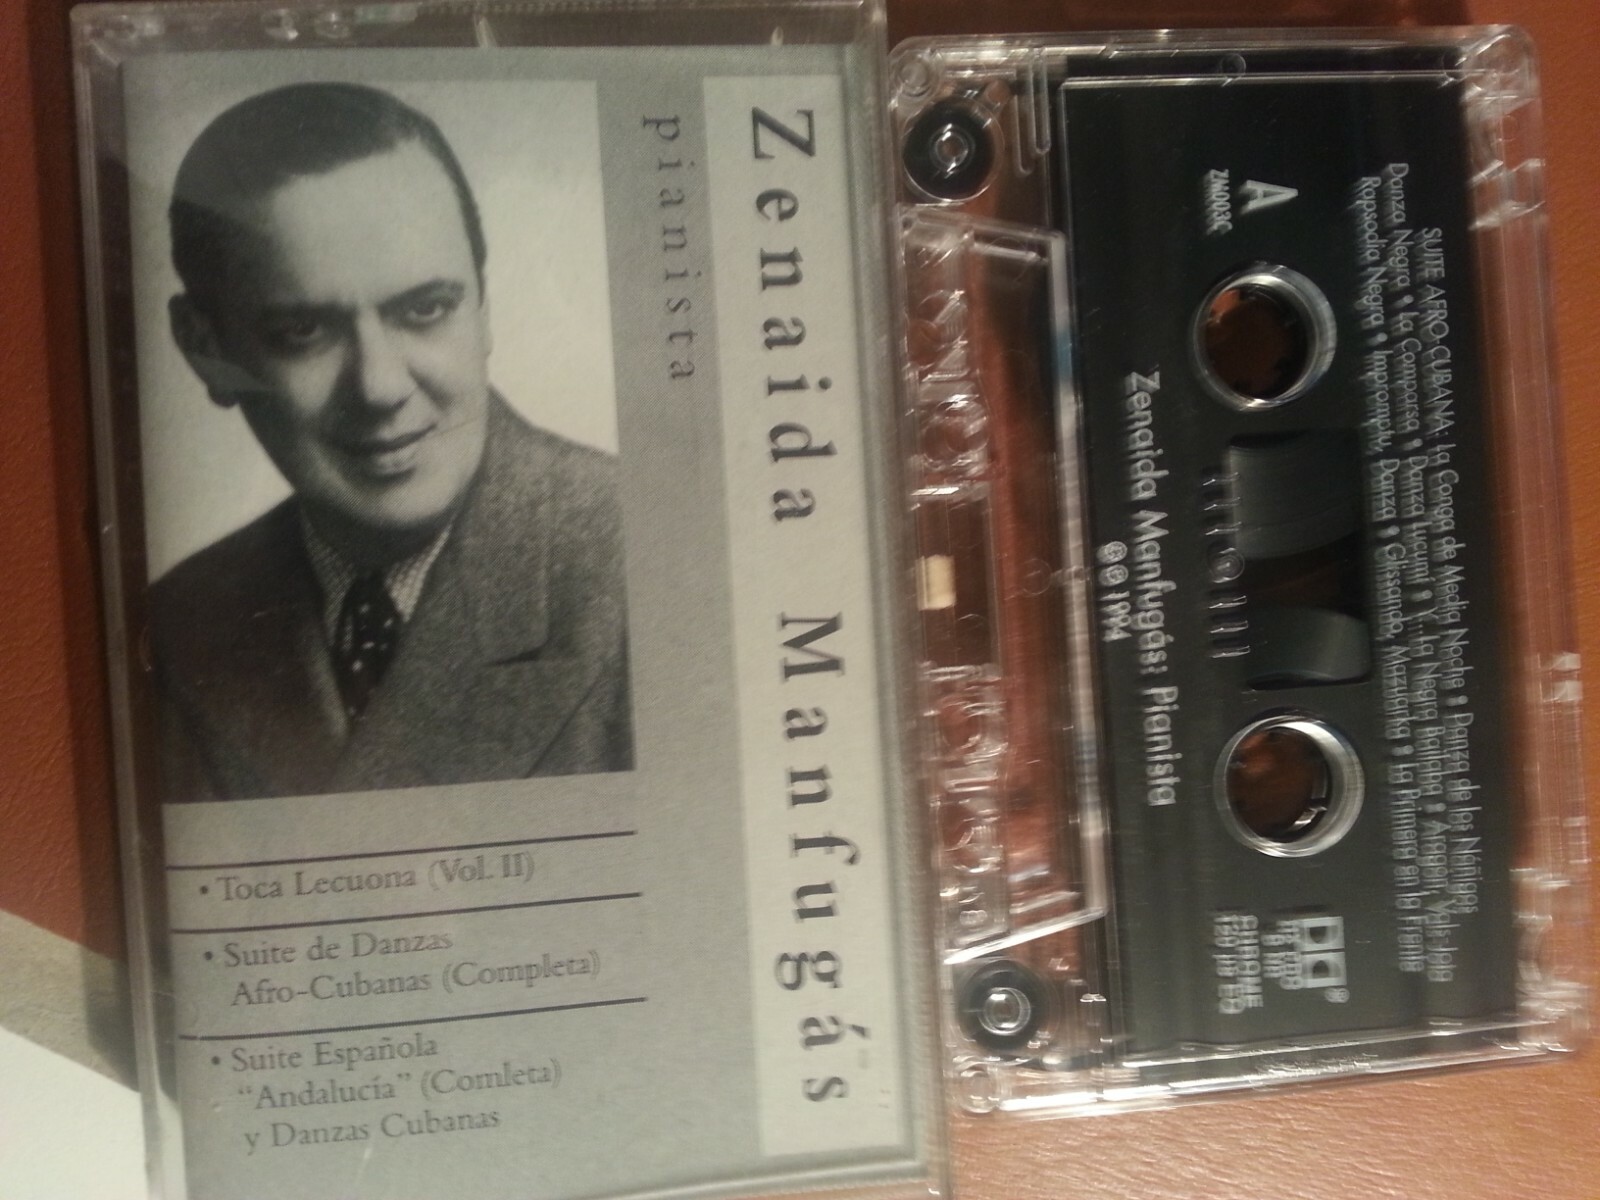 Zenaida Manfugás
pianista
• Toca Lecuona (Vol. II)
• Suite de Danzas
Afro-Cubanas (Completa)
• Suite Española
"Andalucía" (Comleta)
y Danzas Cubanas
SUITE AFRO-CUBANA: La Conga de Media Noche • Danza de los Ñáñigos
Danza Negra • La Comparsa • Danza Lucumí • Y...La Negra Bailaba • Aragón, Vals-Jota
Rapsodia Negra • Impromptu, Danza • Glissando, Mazurka • La Primera en la Frente
A
ZM003C
Zenaida Manfugás: Pianista
℗© 1994
CHROME
120